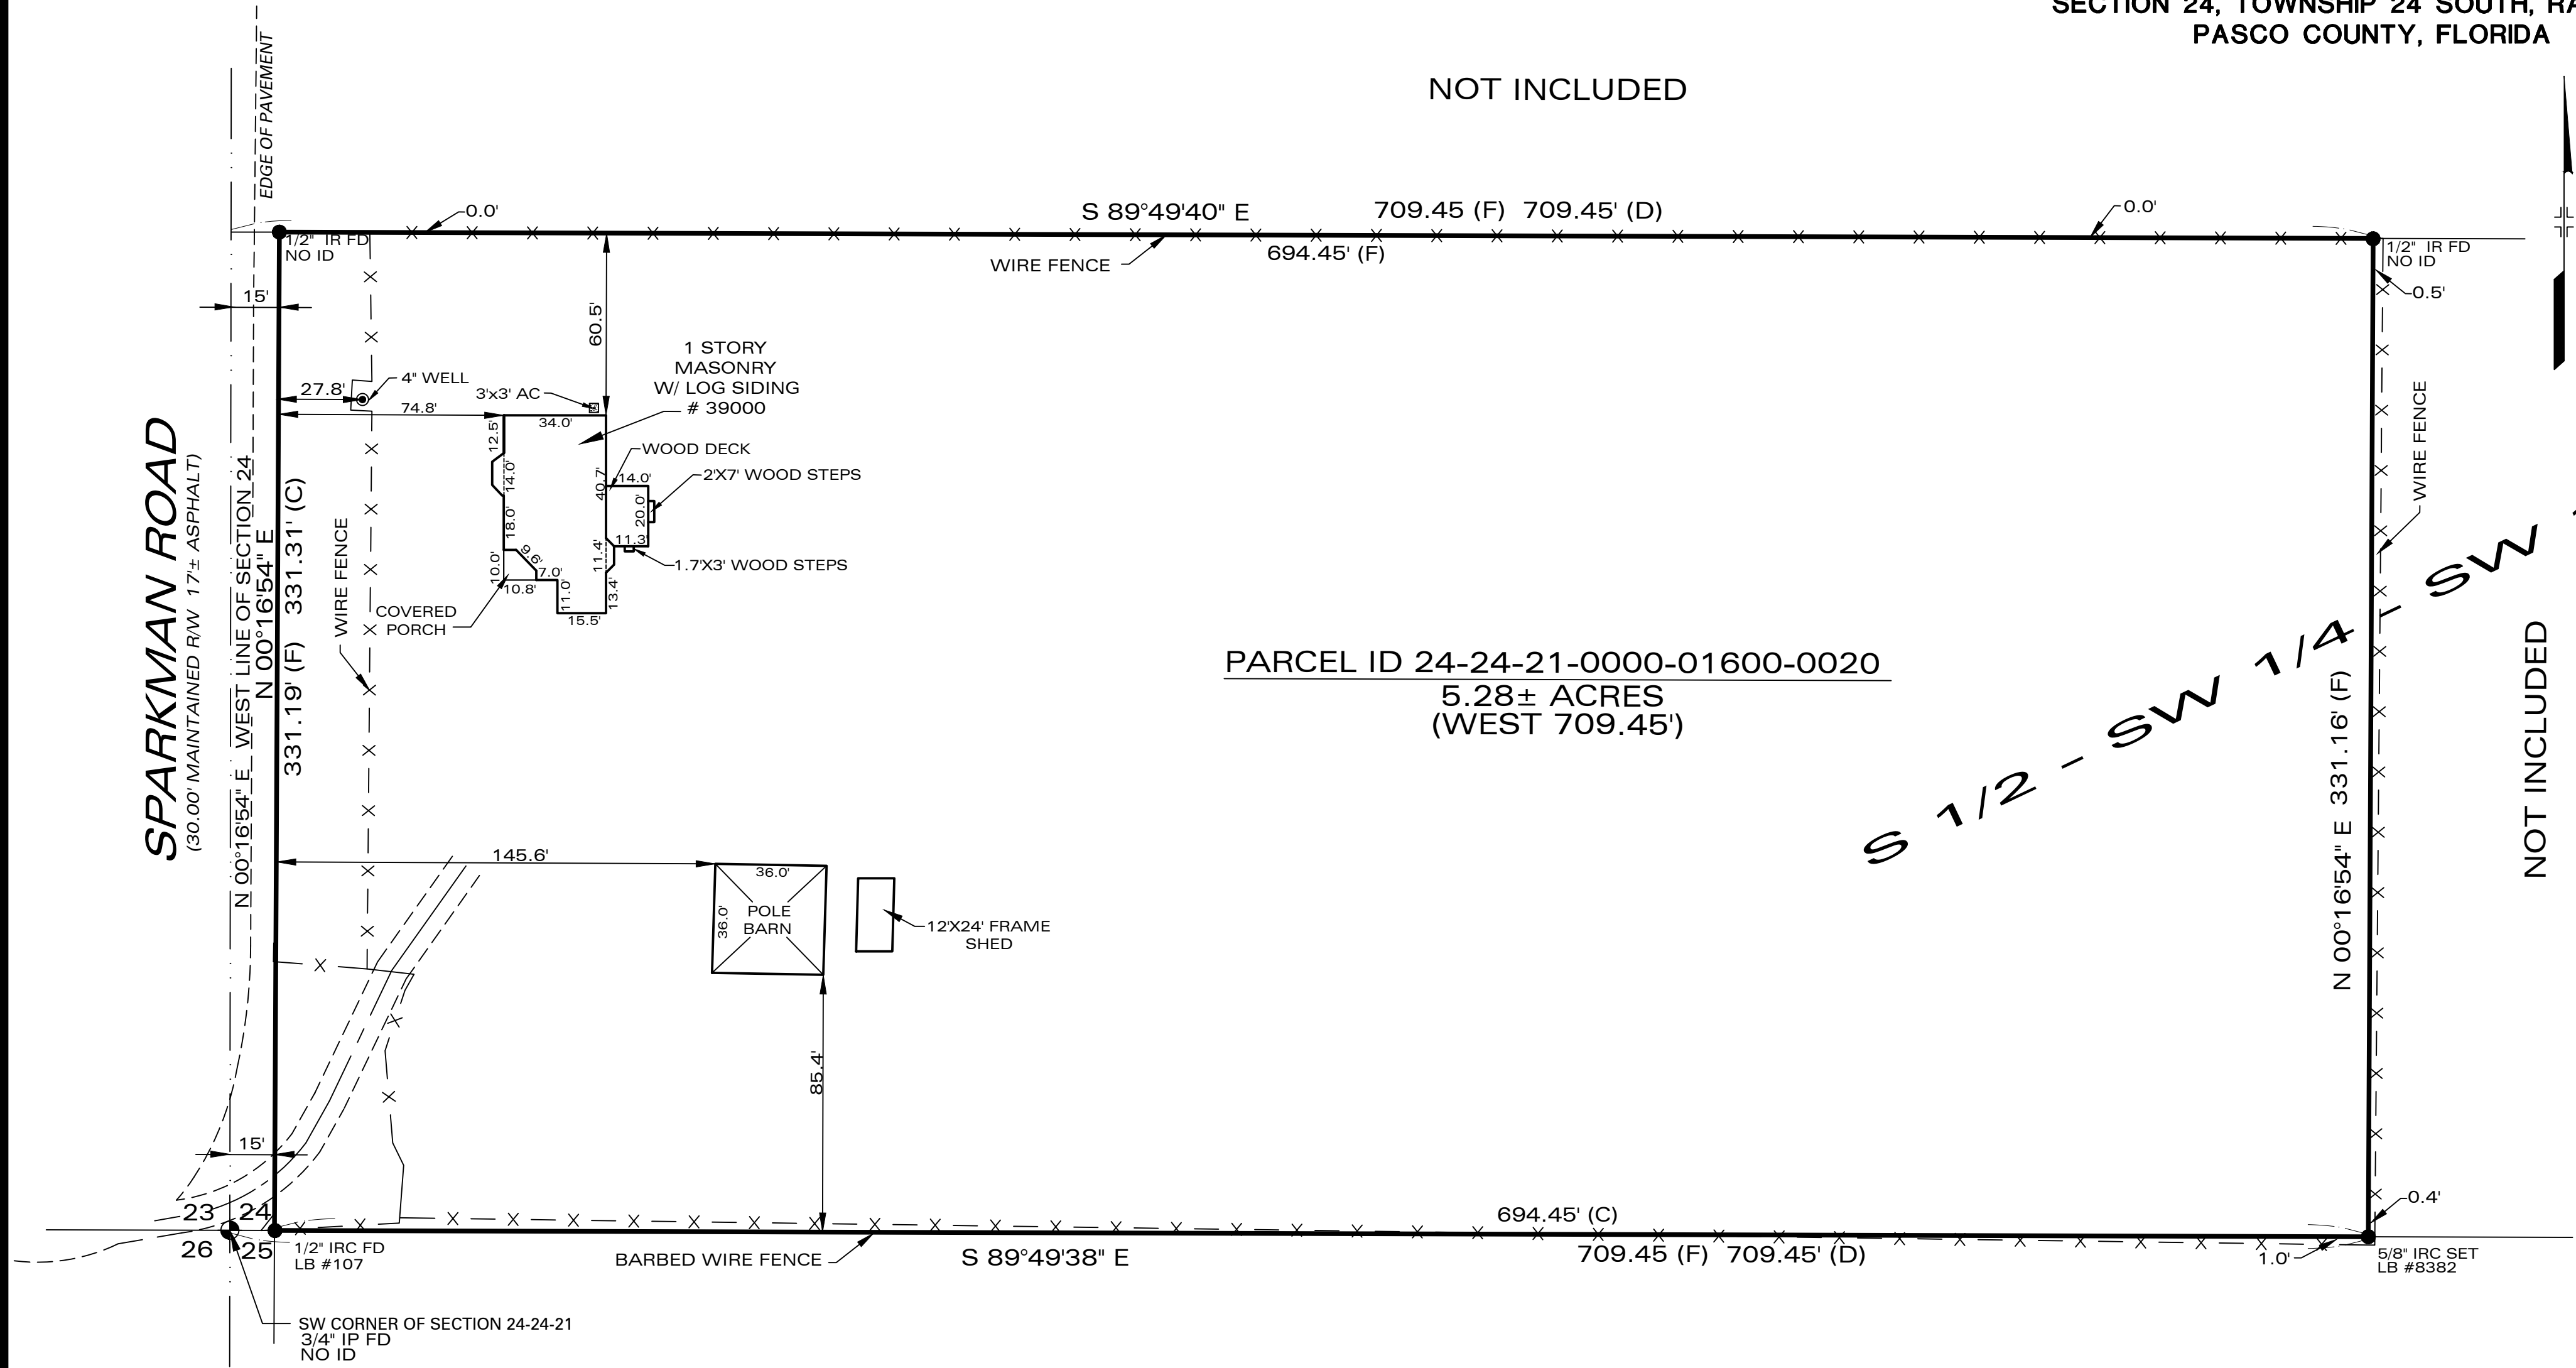 SECTION 24, TOWNSHIP 24 SOUTH,
PASCO COUNTY, FLORIDA
NOT INCLUDED
EDGE OF PAVEMENT
0.0'
S 89°49'40" E 709.45 (F) 709.45' (D)
0.0'
1/2" IR FD
NO ID
WIRE FENCE
694.45' (F)
1/2" IR FD
NO ID
15'
0.5'
60.5'
1 STORY
MASONRY
W/ LOG SIDING
# 39000
27.8'
4" WELL
3'x3' AC
74.8'
34.0'
12.5'
WOOD DECK
14.0'
40.7'
14.0'
2'X7' WOOD STEPS
20.0'
18.0'
11.3'
9.6'
10.0'
11.4'
1.7'X3' WOOD STEPS
7.0'
10.8'
11.0'
13.4'
15.5'
COVERED
PORCH
WIRE FENCE
SPARKMAN ROAD
(30.00' MAINTAINED R/W 17'± ASPHALT)
N 00°16'54" E WEST LINE OF SECTION 24
N 00°16'54" E
331.19' (F) 331.31' (C)
WIRE FENCE
PARCEL ID 24-24-21-0000-01600-0020
5.28± ACRES
(WEST 709.45')
S 1/2 - SW 1/4 - SW
N 00°16'54" E 331.16' (F)
NOT INCLUDED
145.6'
36.0'
36.0'
POLE
BARN
12'X24' FRAME
SHED
85.4'
15'
23 24
26 25
1/2" IRC FD
LB #107
BARBED WIRE FENCE
S 89°49'38" E
694.45' (C)
709.45 (F) 709.45' (D)
0.4'
1.0'
5/8" IRC SET
LB #8382
SW CORNER OF SECTION 24-24-21
3/4" IP FD
NO ID